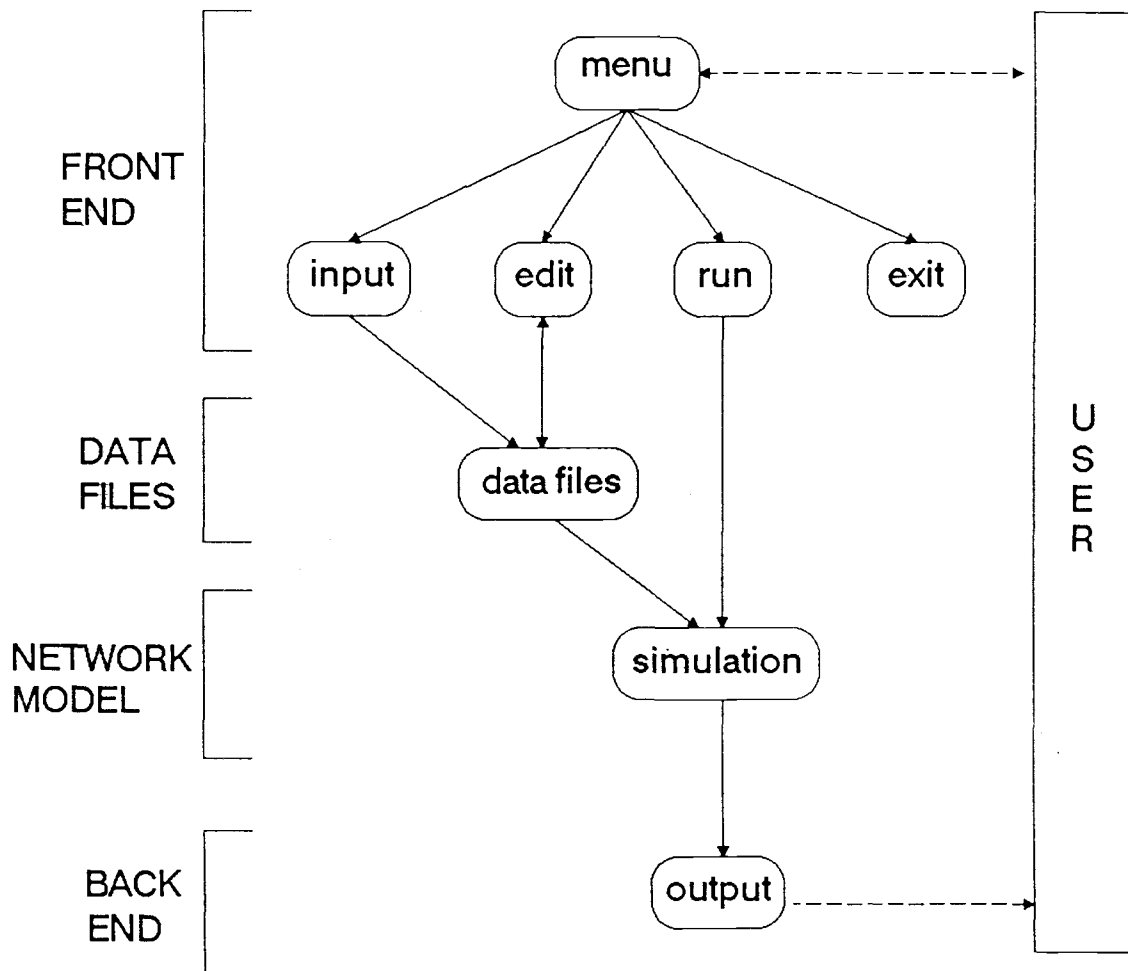 menu
FRONT
END
input
edit
run
exit
DATA
FILES
data files
U
S
E
R
NETWORK
MODEL
simulation
BACK
END
output